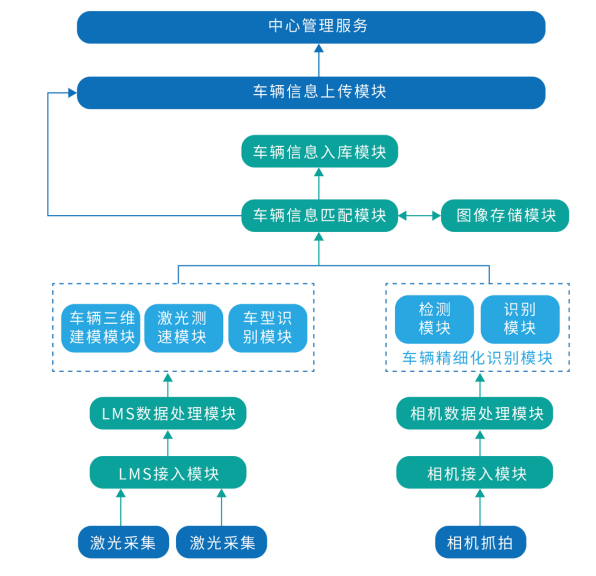 中心管理服务
车辆信息上传模块
车辆信息入库模块
车辆信息匹配模块
图像存储模块
车辆三维
建模模块
激光测
速模块
车型识
别模块
检测
模块
识别
模块
车辆精细化识别模块
LMS数据处理模块
相机数据处理模块
LMS接入模块
相机接入模块
激光采集
激光采集
相机抓拍